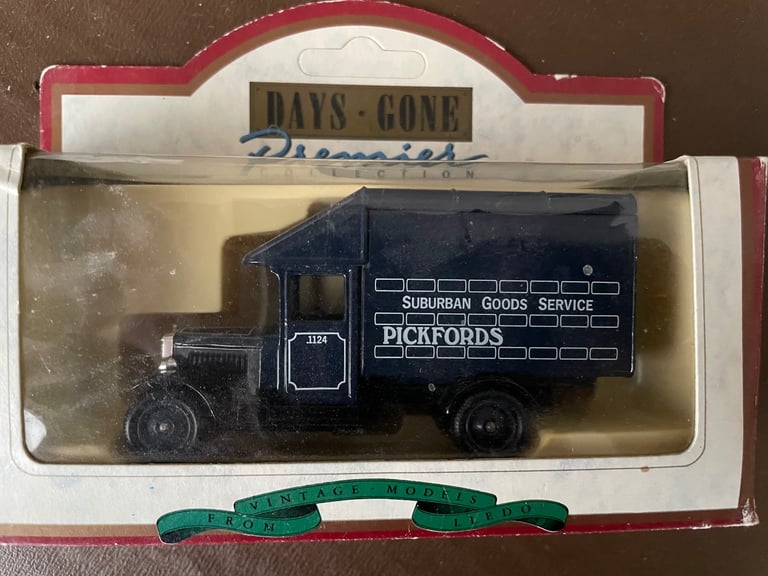 DAYS·GONE
Premier
COLLECTION
SUBURBAN GOODS SERVICE
PICKFORDS
.1124
VINTAGE·MODELS
FROM LLEDO